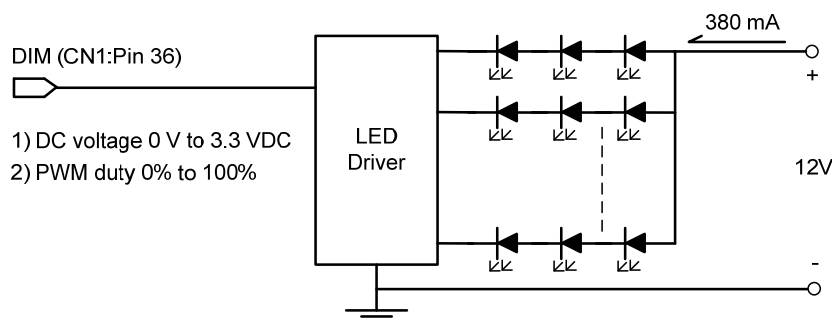 380 mA
DIM (CN1:Pin 36)
+
1) DC voltage 0 V to 3.3 VDC
2) PWM duty 0% to 100%
LED
Driver
12V
-